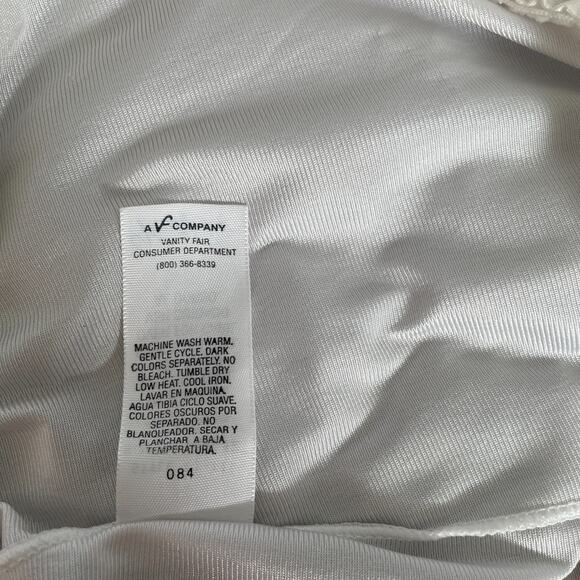 A VF COMPANY
VANITY FAIR
CONSUMER DEPARTMENT
(800) 366-8339
MACHINE WASH WARM,
GENTLE CYCLE. DARK
COLORS SEPARATELY. NO
BLEACH. TUMBLE DRY
LOW HEAT. COOL IRON.
LAVAR EN MAQUINA,
AGUA TIBIA CICLO SUAVE.
COLORES OSCUROS POR
SEPARADO. NO
BLANQUEADOR. SECAR Y
PLANCHAR A BAJA
TEMPERATURA.
084